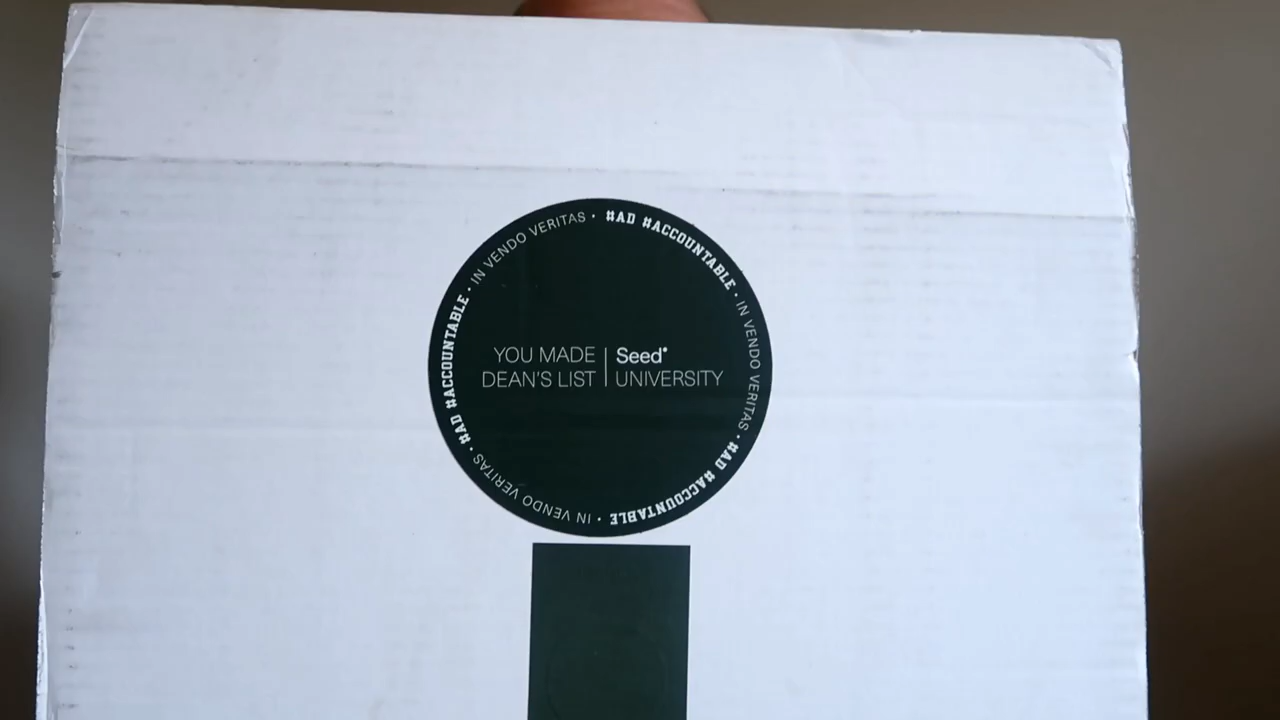 #AD #ACCOUNTABLE • IN VENDO VERITAS • #AD #ACCOUNTABLE • IN VENDO VERITAS • #AD #ACCOUNTABLE • IN VENDO VERITAS •
YOU MADE | Seed
DEAN'S LIST | UNIVERSITY